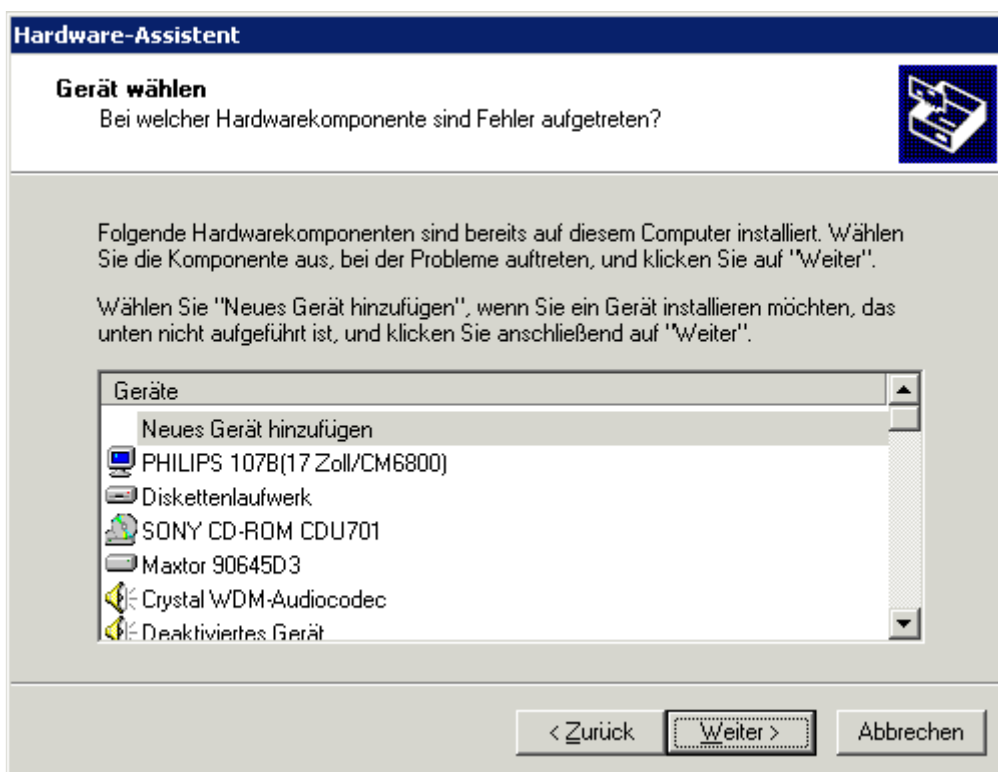 Hardware-Assistent
Gerät wählen
Bei welcher Hardwarekomponente sind Fehler aufgetreten?
Folgende Hardwarekomponenten sind bereits auf diesem Computer installiert. Wählen
Sie die Komponente aus, bei der Probleme auftreten, und klicken Sie auf "Weiter".
Wählen Sie "Neues Gerät hinzufügen", wenn Sie ein Gerät installieren möchten, das
unten nicht aufgeführt ist, und klicken Sie anschließend auf "Weiter".
Geräte
Neues Gerät hinzufügen
PHILIPS 107B(17 Zoll/CM6800)
Diskettenlaufwerk
SONY CD-ROM CDU701
Maxtor 90645D3
Crystal WDM-Audiocodec
Deaktiviertes Gerät
< Zurück Weiter > Abbrechen